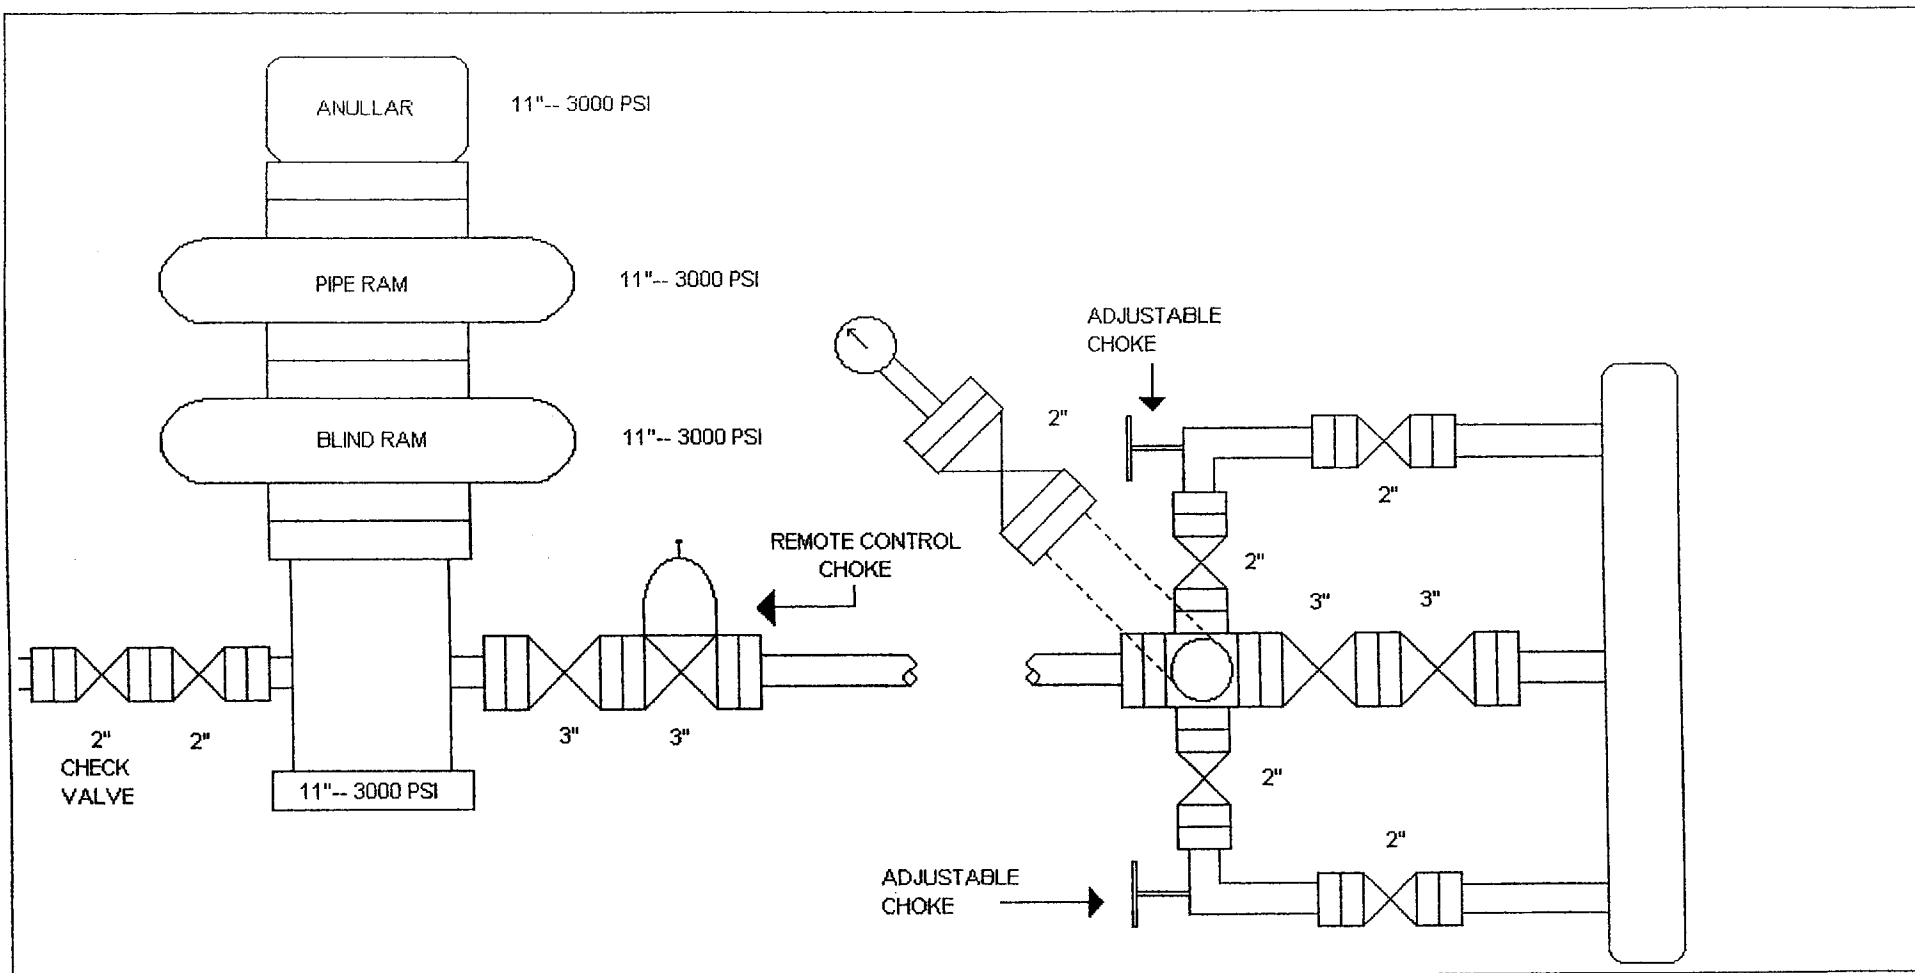 ANULLAR
11"-- 3000 PSI
PIPE RAM
11"-- 3000 PSI
BLIND RAM
11"-- 3000 PSI
REMOTE CONTROL
CHOKE
2"
CHECK
VALVE
2"
3"
3"
11"-- 3000 PSI
ADJUSTABLE
CHOKE
2"
2"
2"
3"
3"
2"
2"
ADJUSTABLE
CHOKE